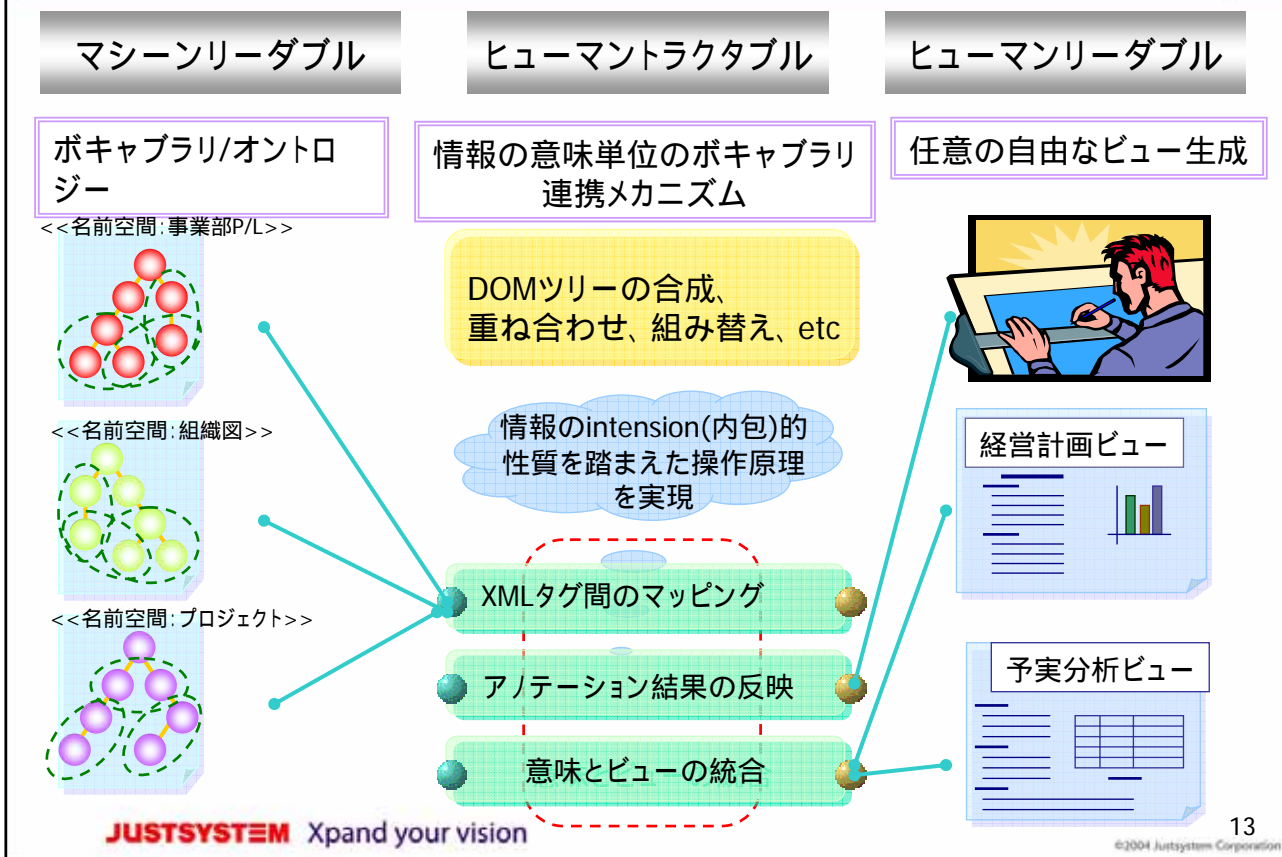 マシーンリーダブル
ヒューマントラクタブル
ヒューマンリーダブル
ボキャブラリ/オントロ
ジー
情報の意味単位のボキャブラリ
連携メカニズム
任意の自由なビュー生成
<<名前空間:事業部P/L>>
DOMツリーの合成、
重ね合わせ、組み替え、etc
<<名前空間:組織図>>
情報のintension(内包)的
性質を踏まえた操作原理
を実現
経営計画ビュー
XMLタグ間のマッピング
<<名前空間:プロジェクト>>
アノテーション結果の反映
予実分析ビュー
意味とビューの統合
JUSTSYSTEM Xpand your vision
13
©2004 Justsystem Corporation